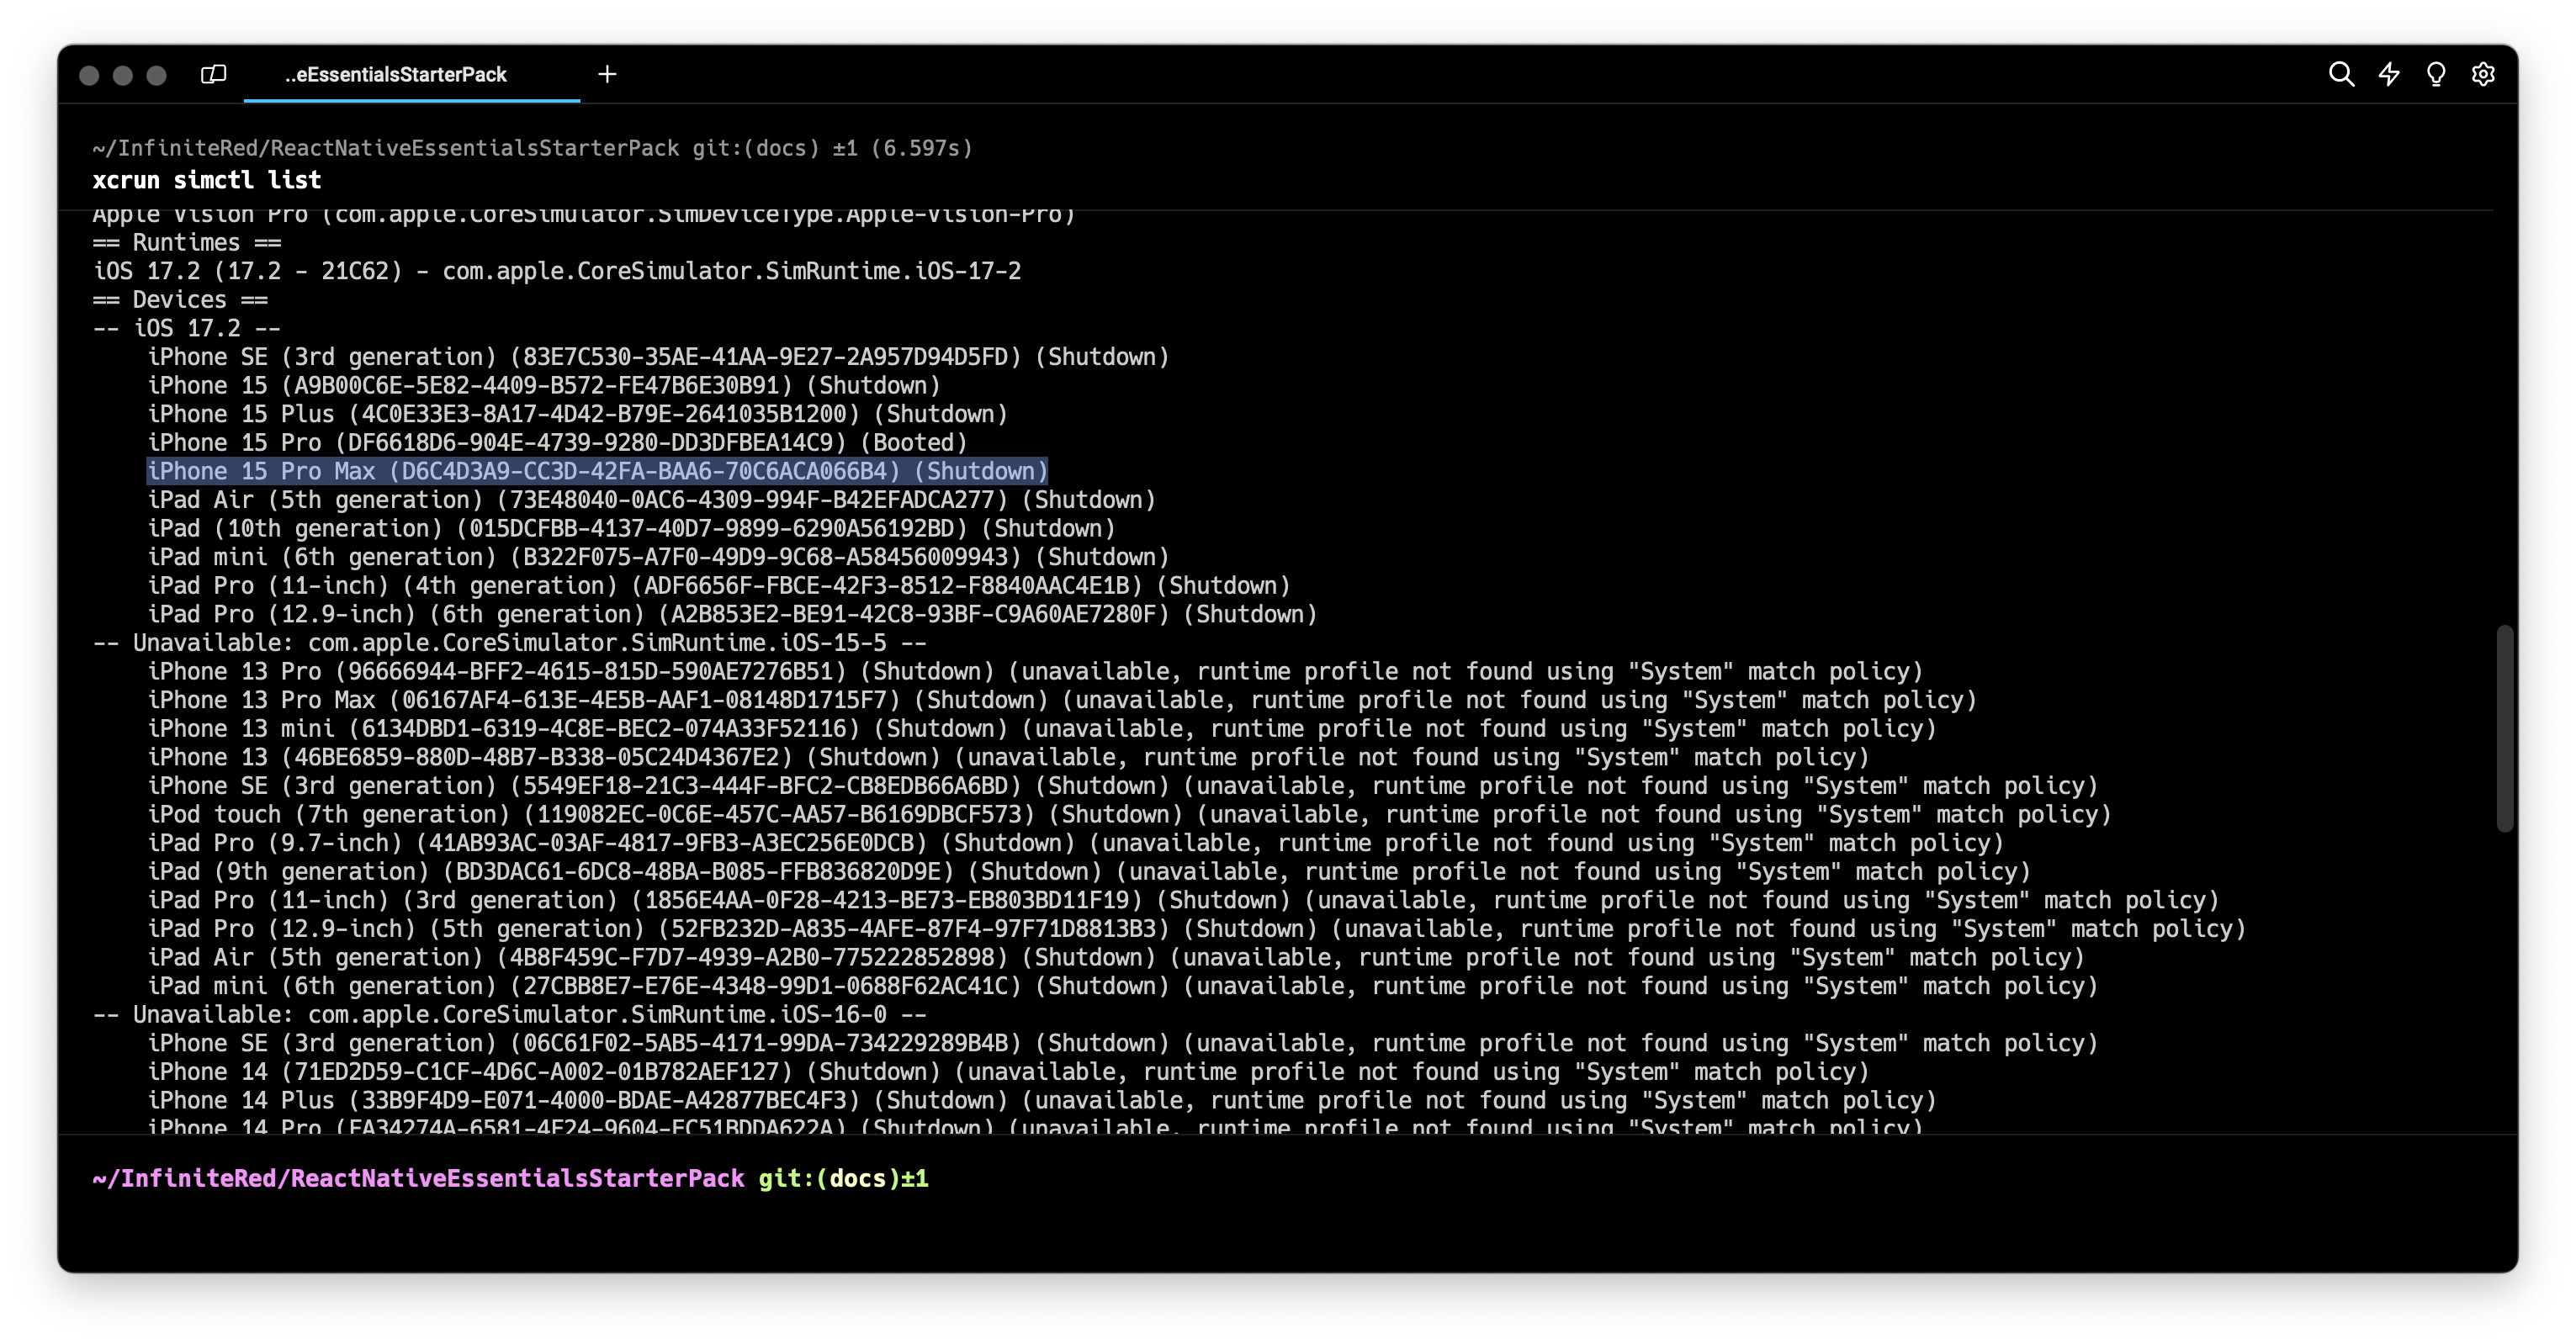 ..eEssentialsStarterPack
~/InfiniteRed/ReactNativeEssentialsStarterPack git:(docs) ±1 (6.597s)
xcrun simctl list
Apple Vision Pro (com.apple.CoreSimulator.SimDeviceType.Apple-Vision-Pro)
== Runtimes ==
iOS 17.2 (17.2 - 21C62) - com.apple.CoreSimulator.SimRuntime.iOS-17-2
== Devices ==
-- iOS 17.2 --
iPhone SE (3rd generation) (83E7C530-35AE-41AA-9E27-2A957D94D5FD) (Shutdown)
iPhone 15 (A9B00C6E-5E82-4409-B572-FE47B6E30B91) (Shutdown)
iPhone 15 Plus (4C0E33E3-8A17-4D42-B79E-2641035B1200) (Shutdown)
iPhone 15 Pro (DF6618D6-904E-4739-9280-DD3DFBEA14C9) (Booted)
iPhone 15 Pro Max (D6C4D3A9-CC3D-42FA-BAA6-70C6ACA066B4) (Shutdown)
iPad Air (5th generation) (73E48040-0AC6-4309-994F-B42EFADCA277) (Shutdown)
iPad (10th generation) (015DCFBB-4137-40D7-9899-6290A56192BD) (Shutdown)
iPad mini (6th generation) (B322F075-A7F0-49D9-9C68-A58456009943) (Shutdown)
iPad Pro (11-inch) (4th generation) (ADF6656F-FBCE-42F3-8512-F8840AAC4E1B) (Shutdown)
iPad Pro (12.9-inch) (6th generation) (A2B853E2-BE91-42C8-93BF-C9A60AE7280F) (Shutdown)
-- Unavailable: com.apple.CoreSimulator.SimRuntime.iOS-15-5 --
iPhone 13 Pro (96666944-BFF2-4615-815D-590AE7276B51) (Shutdown) (unavailable, runtime profile not found using "System" match policy)
iPhone 13 Pro Max (06167AF4-613E-4E5B-AAF1-08148D1715F7) (Shutdown) (unavailable, runtime profile not found using "System" match policy)
iPhone 13 mini (6134DBD1-6319-4C8E-BEC2-074A33F52116) (Shutdown) (unavailable, runtime profile not found using "System" match policy)
iPhone 13 (46BE6859-880D-48B7-B338-05C24D4367E2) (Shutdown) (unavailable, runtime profile not found using "System" match policy)
iPhone SE (3rd generation) (5549EF18-21C3-444F-BFC2-CB8EDB66A6BD) (Shutdown) (unavailable, runtime profile not found using "System" match policy)
iPod touch (7th generation) (119082EC-0C6E-457C-AA57-B6169DBCF573) (Shutdown) (unavailable, runtime profile not found using "System" match policy)
iPad Pro (9.7-inch) (41AB93AC-03AF-4817-9FB3-A3EC256E0DCB) (Shutdown) (unavailable, runtime profile not found using "System" match policy)
iPad (9th generation) (BD3DAC61-6DC8-48BA-B085-FFB836820D9E) (Shutdown) (unavailable, runtime profile not found using "System" match policy)
iPad Pro (11-inch) (3rd generation) (1856E4AA-0F28-4213-BE73-EB803BD11F19) (Shutdown) (unavailable, runtime profile not found using "System" match policy)
iPad Pro (12.9-inch) (5th generation) (52FB232D-A835-4AFE-87F4-97F71D8813B3) (Shutdown) (unavailable, runtime profile not found using "System" match policy)
iPad Air (5th generation) (4B8F459C-F7D7-4939-A2B0-775222852898) (Shutdown) (unavailable, runtime profile not found using "System" match policy)
iPad mini (6th generation) (27CBB8E7-E76E-4348-99D1-0688F62AC41C) (Shutdown) (unavailable, runtime profile not found using "System" match policy)
-- Unavailable: com.apple.CoreSimulator.SimRuntime.iOS-16-0 --
iPhone SE (3rd generation) (06C61F02-5AB5-4171-99DA-734229289B4B) (Shutdown) (unavailable, runtime profile not found using "System" match policy)
iPhone 14 (71ED2D59-C1CF-4D6C-A002-01B782AEF127) (Shutdown) (unavailable, runtime profile not found using "System" match policy)
iPhone 14 Plus (33B9F4D9-E071-4000-BDAE-A42877BEC4F3) (Shutdown) (unavailable, runtime profile not found using "System" match policy)
iPhone 14 Pro (Shutdown) (unavailable, runtime profile not found using "System" match policy)
~/InfiniteRed/ReactNativeEssentialsStarterPack git:(docs)±1